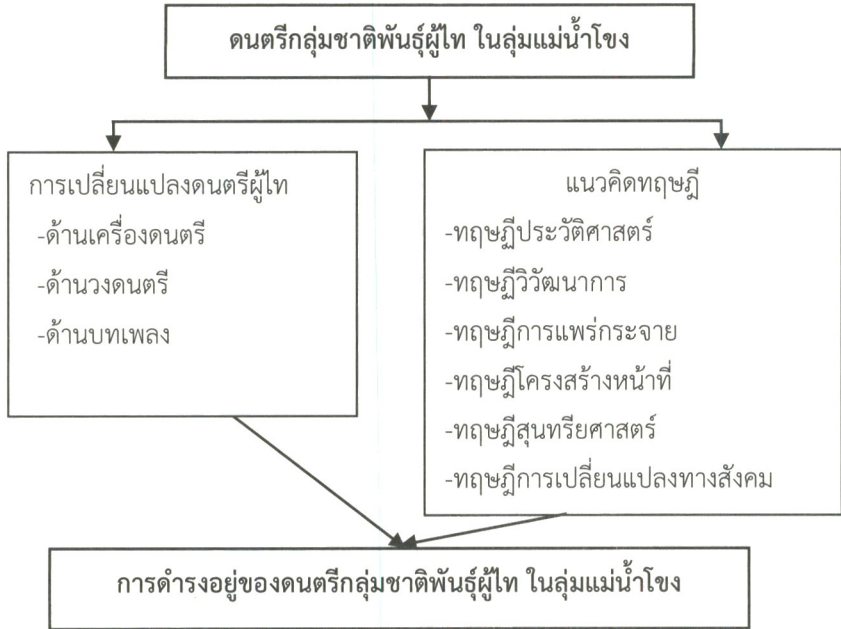 ดนตรีกลุ่มชาติพันธุ์ผู้ไท ในลุ่มแม่น้ำโขง
การเปลี่ยนแปลงดนตรีผู้ไท
-ด้านเครื่องดนตรี
-ด้านวงดนตรี
-ด้านบทเพลง
แนวคิดทฤษฎี
-ทฤษฎีประวัติศาสตร์
-ทฤษฎีวิวัฒนาการ
-ทฤษฎีการแพร่กระจาย
-ทฤษฎีโครงสร้างหน้าที่
-ทฤษฎีสุนทรียศาสตร์
-ทฤษฎีการเปลี่ยนแปลงทางสังคม
การดำรงอยู่ของดนตรีกลุ่มชาติพันธุ์ผู้ไท ในลุ่มแม่น้ำโขง